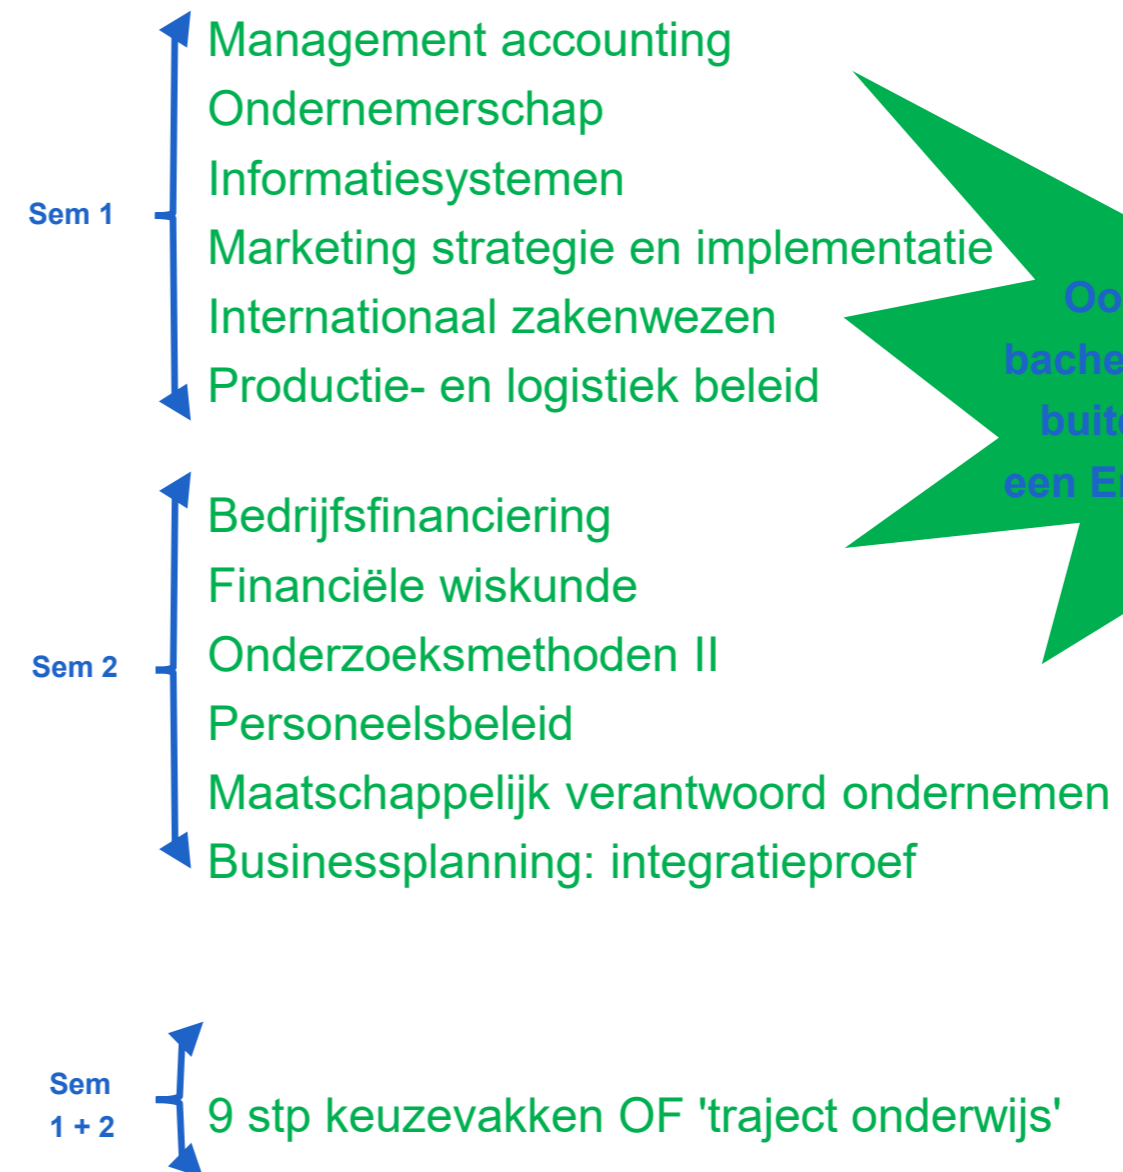 Sem 1
Management accounting
Ondernemerschap
Informatiesystemen
Marketing strategie en implementatie
Internationaal zakenwezen
Productie- en logistiek beleid
Sem 2
Bedrijfsfinanciering
Financiële wiskunde
Onderzoeksmethoden II
Personeelsbeleid
Maatschappelijk verantwoord ondernemen
Businessplanning: integratieproef
Sem
1 + 2
9 stp keuzevakken OF 'traject onderwijs'
een